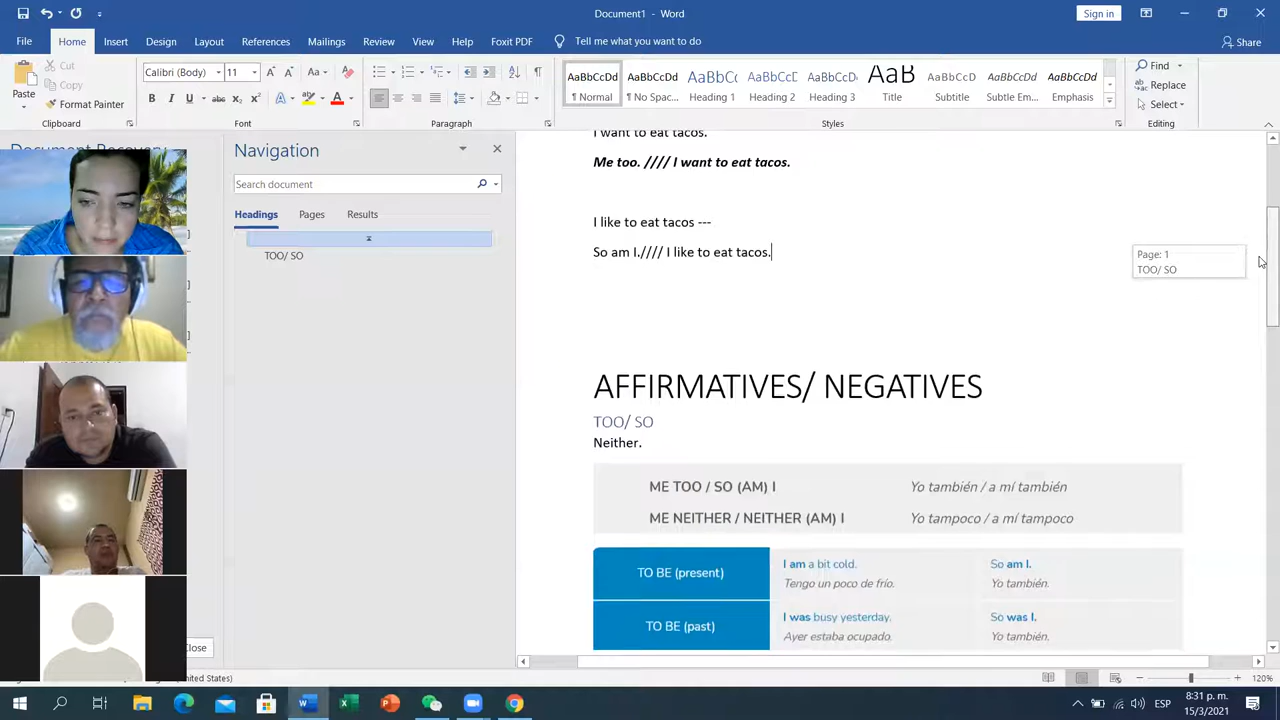 Document1 - Word
Sign in
File
Home
Insert
Design
Layout
References
Mailings
Review
View
Help
Foxit PDF
Tell me what you want to do
Share
Paste
Cut
Copy
Format Painter
Clipboard
Calibri (Body)
11
Font
Paragraph
AaBbCcDd
¶ Normal
AaBbCcDd
¶ No Spac...
AaBbC
Heading 1
AaBbCcD
Heading 2
AaBbCcD
Heading 3
AaB
Title
AaBbCcD
Subtitle
AaBbCcDd
Subtle Em...
AaBbCcDd
Emphasis
Styles
Find
Replace
Select
Editing
Document Recovery
Navigation
Search document
Headings
Pages
Results
TOO/ SO
I want to eat tacos.
Me too. //// I want to eat tacos.
I like to eat tacos ---
So am I.//// I like to eat tacos.
Page: 1
TOO/ SO
AFFIRMATIVES/ NEGATIVES
TOO/ SO
Neither.
ME TOO / SO (AM) I
Yo también / a mí también
ME NEITHER / NEITHER (AM) I
Yo tampoco / a mí tampoco
TO BE (present)
I am a bit cold.
Tengo un poco de frío.
So am I.
Yo también.
TO BE (past)
I was busy yesterday.
Ayer estaba ocupado.
So was I.
Yo también.
lose
(United States)
120%
ESP
8:31 p. m.
15/3/2021